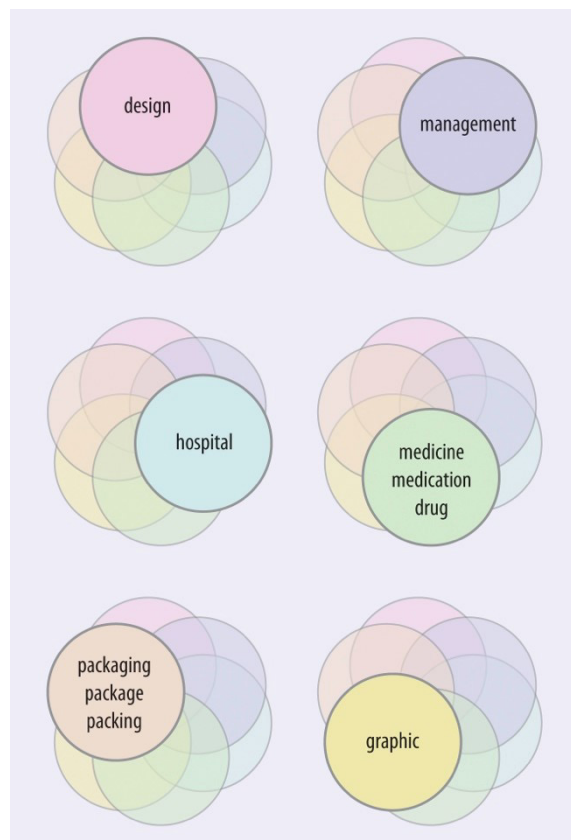 design
management
hospital
medicine
medication
drug
packaging
package
packing
graphic